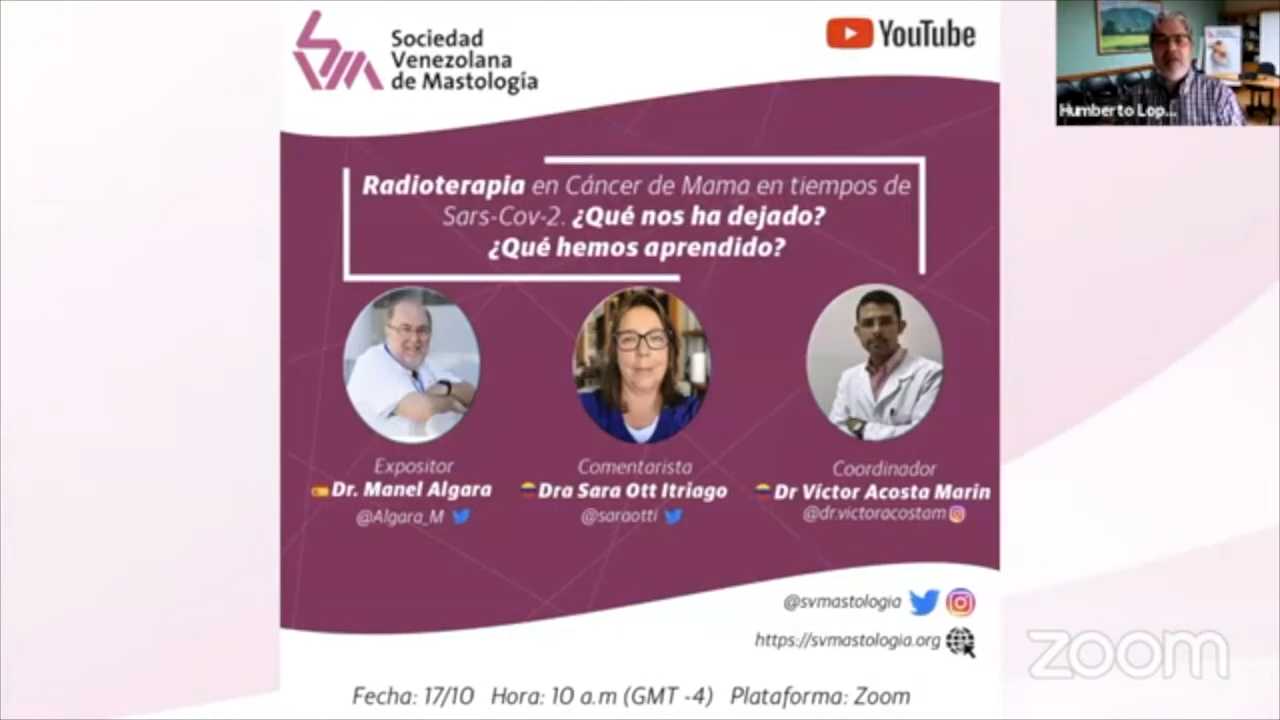 Sociedad
Venezolana
de Mastología
YouTube
Humberto Lop...
Radioterapia en Cáncer de Mama en tiempos de
Sars-Cov-2. ¿Qué nos ha dejado?
¿Qué hemos aprendido?
Expositor
Dr. Manel Algara
@Algara_M
Comentarista
Dra Sara Ott Itriago
@saraotti
Coordinador
Dr Víctor Acosta Marin
@dr.victoracostam
@svmastologia
https://svmastologia.org
zoom
Fecha: 17/10 Hora: 10 a.m (GMT -4) Plataforma: Zoom